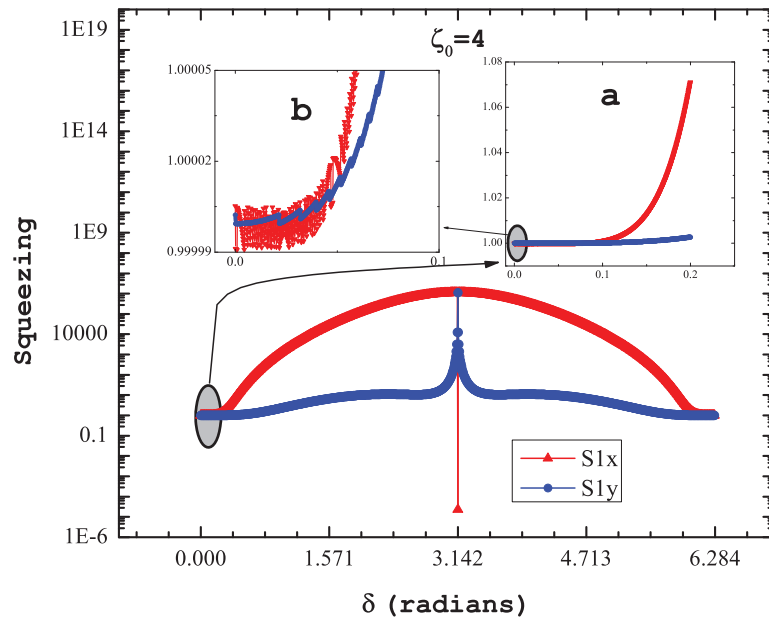 1E19
1E14
1E9
10000
0.1
1E-6
Squeezing
ζ0=4
b
1.00005
1.00002
0.99999
0.0
0.1
a
1.08
1.06
1.04
1.02
1.00
0.0
0.1
0.2
S1x
S1y
0.000
1.571
3.142
4.713
6.284
δ (radians)